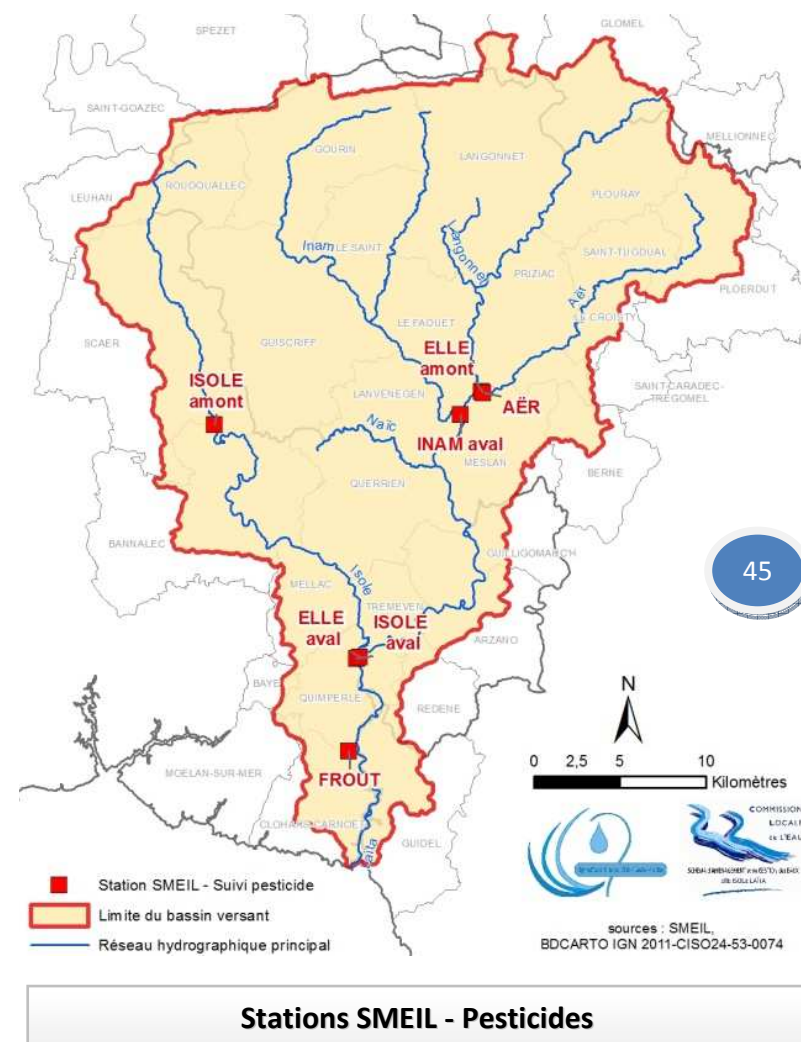 SPEZET
GLOMEL
SAINT-GOAZEC
MELLIONNEC
GOURIN
LANGONNET
ROUDOUALLEC
LEUHAN
PLOURAY
Langonnet
Inam
LE SAINT
SAINT-TUGDUAL
PRIZIAC
PLOERDUT
Aër
LE CROISTY
LE FAOUET
SCAER
GUISCRIFF
ELLE
amont
ISOLE
amont
LANVENEGEN
SAINT-CARADEC-
TREGOMEL
AËR
Naïc
INAM aval
MESLAN
BERNE
QUERRIEN
BANNALEC
GUILLIGOMARC'H
45
Isole
MELLAC
TREMEVEN
ELLE
aval
ISOLE
aval
ARZANO
BAYE
QUIMPERLE
REDENE
N
MOELAN-SUR-MER
FROUT
0 2,5 5 10
Kilomètres
CLOHARS-CARNOET
GUIDEL
Laïta
COMMISSION
LOCALE
DE L'EAU
Station SMEIL - Suivi pesticide
Limite du bassin versant
Réseau hydrographique principal
sources : SMEIL,
BDCARTO IGN 2011-CISO24-53-0074
Stations SMEIL - Pesticides